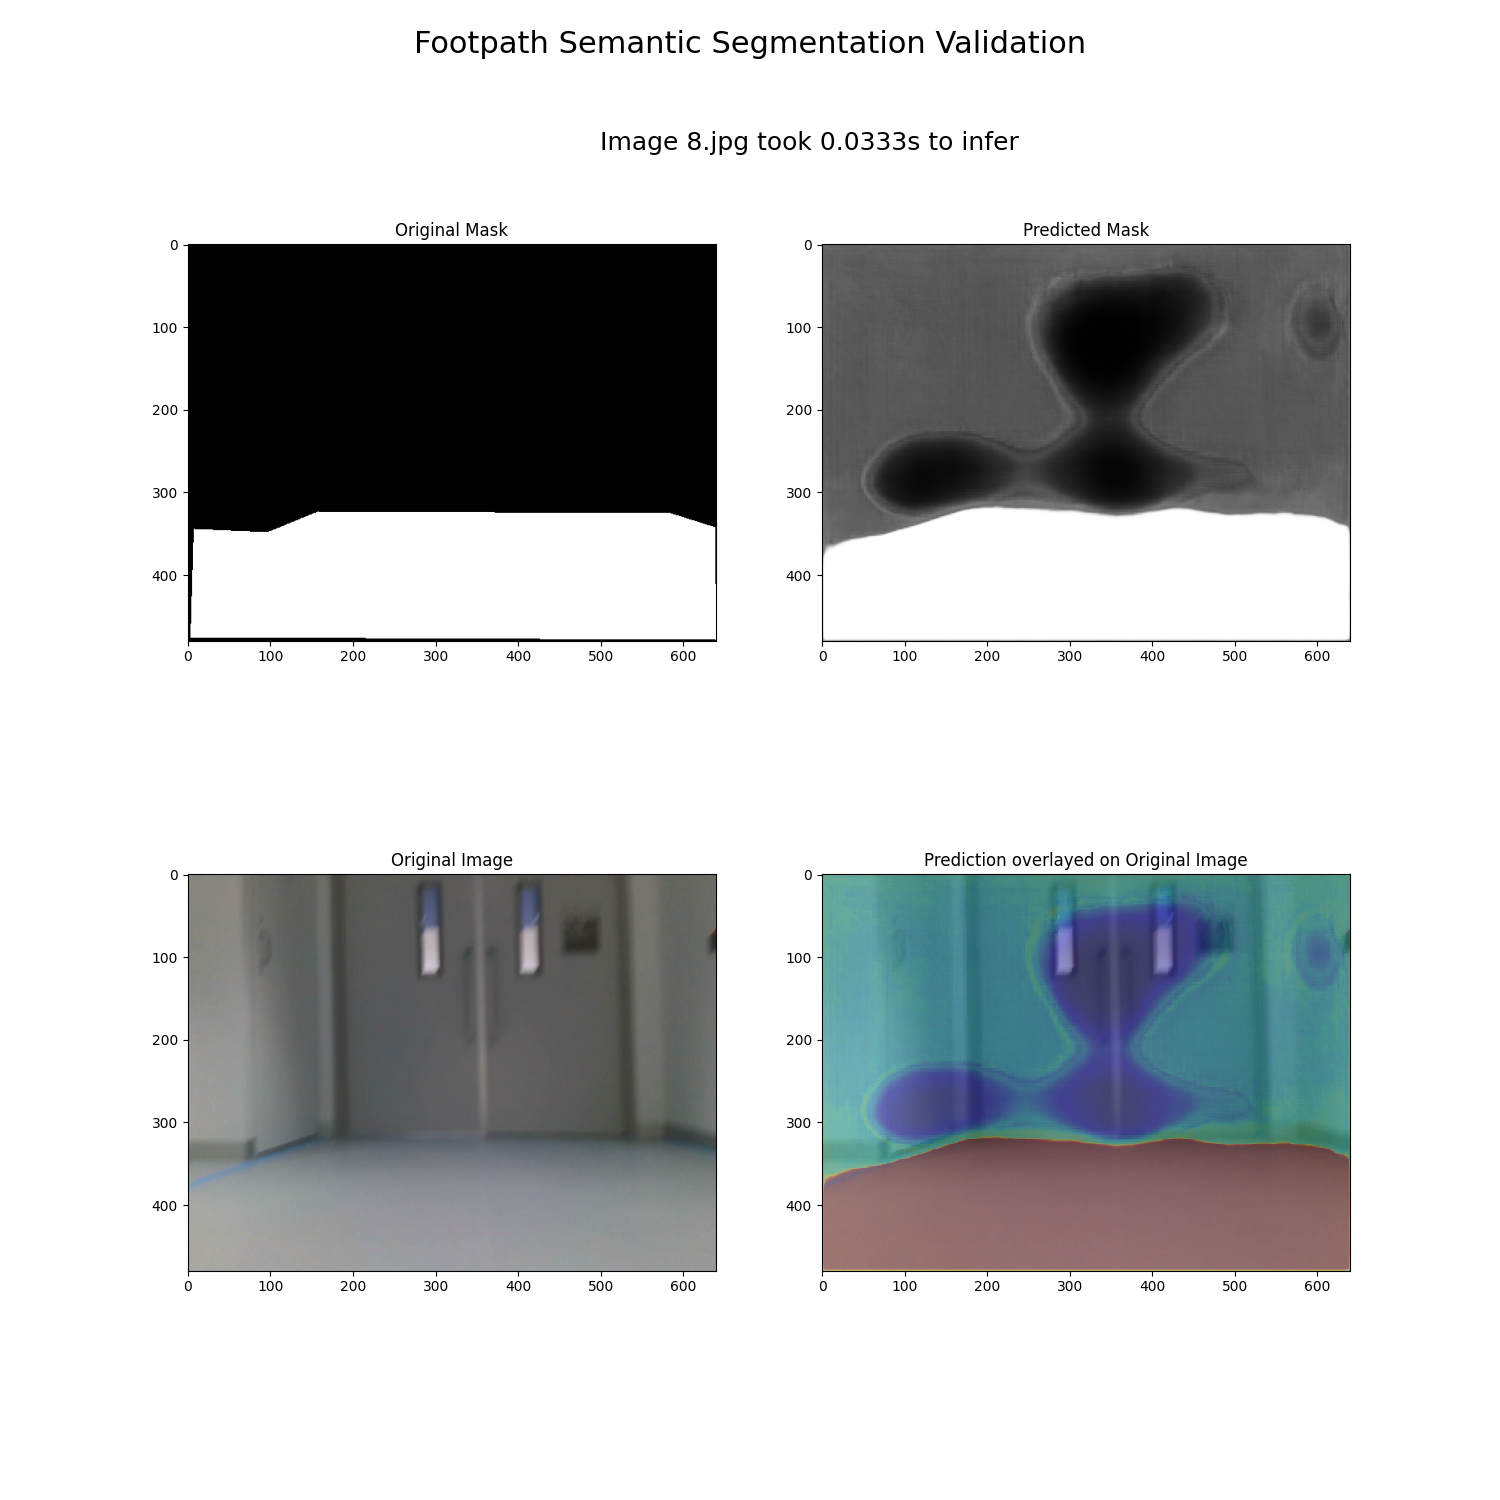 Footpath Semantic Segmentation Validation
Image 8.jpg took 0.0333s to infer
Original Mask
0
100
200
300
400
0 100 200 300 400 500 600
Predicted Mask
0
100
200
300
400
0 100 200 300 400 500 600
Original Image
0
100
200
300
400
0 100 200 300 400 500 600
Prediction overlayed on Original Image
0
100
200
300
400
0 100 200 300 400 500 600